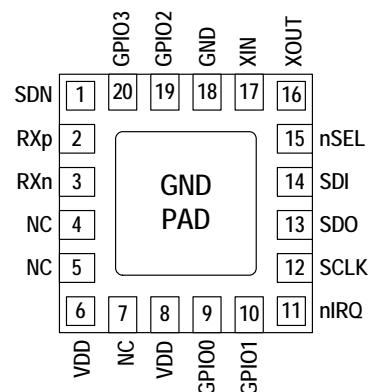 GPIO3 GPIO2 GND XIN XOUT
SDN 1 20 19 18 17 16
RXp 2 15 nSEL
RXn 3 GND 14 SDI
NC 4 PAD 13 SDO
NC 5 12 SCLK
6 7 8 9 10 11 nIRQ
VDD NC VDD GPIO0 GPIO1